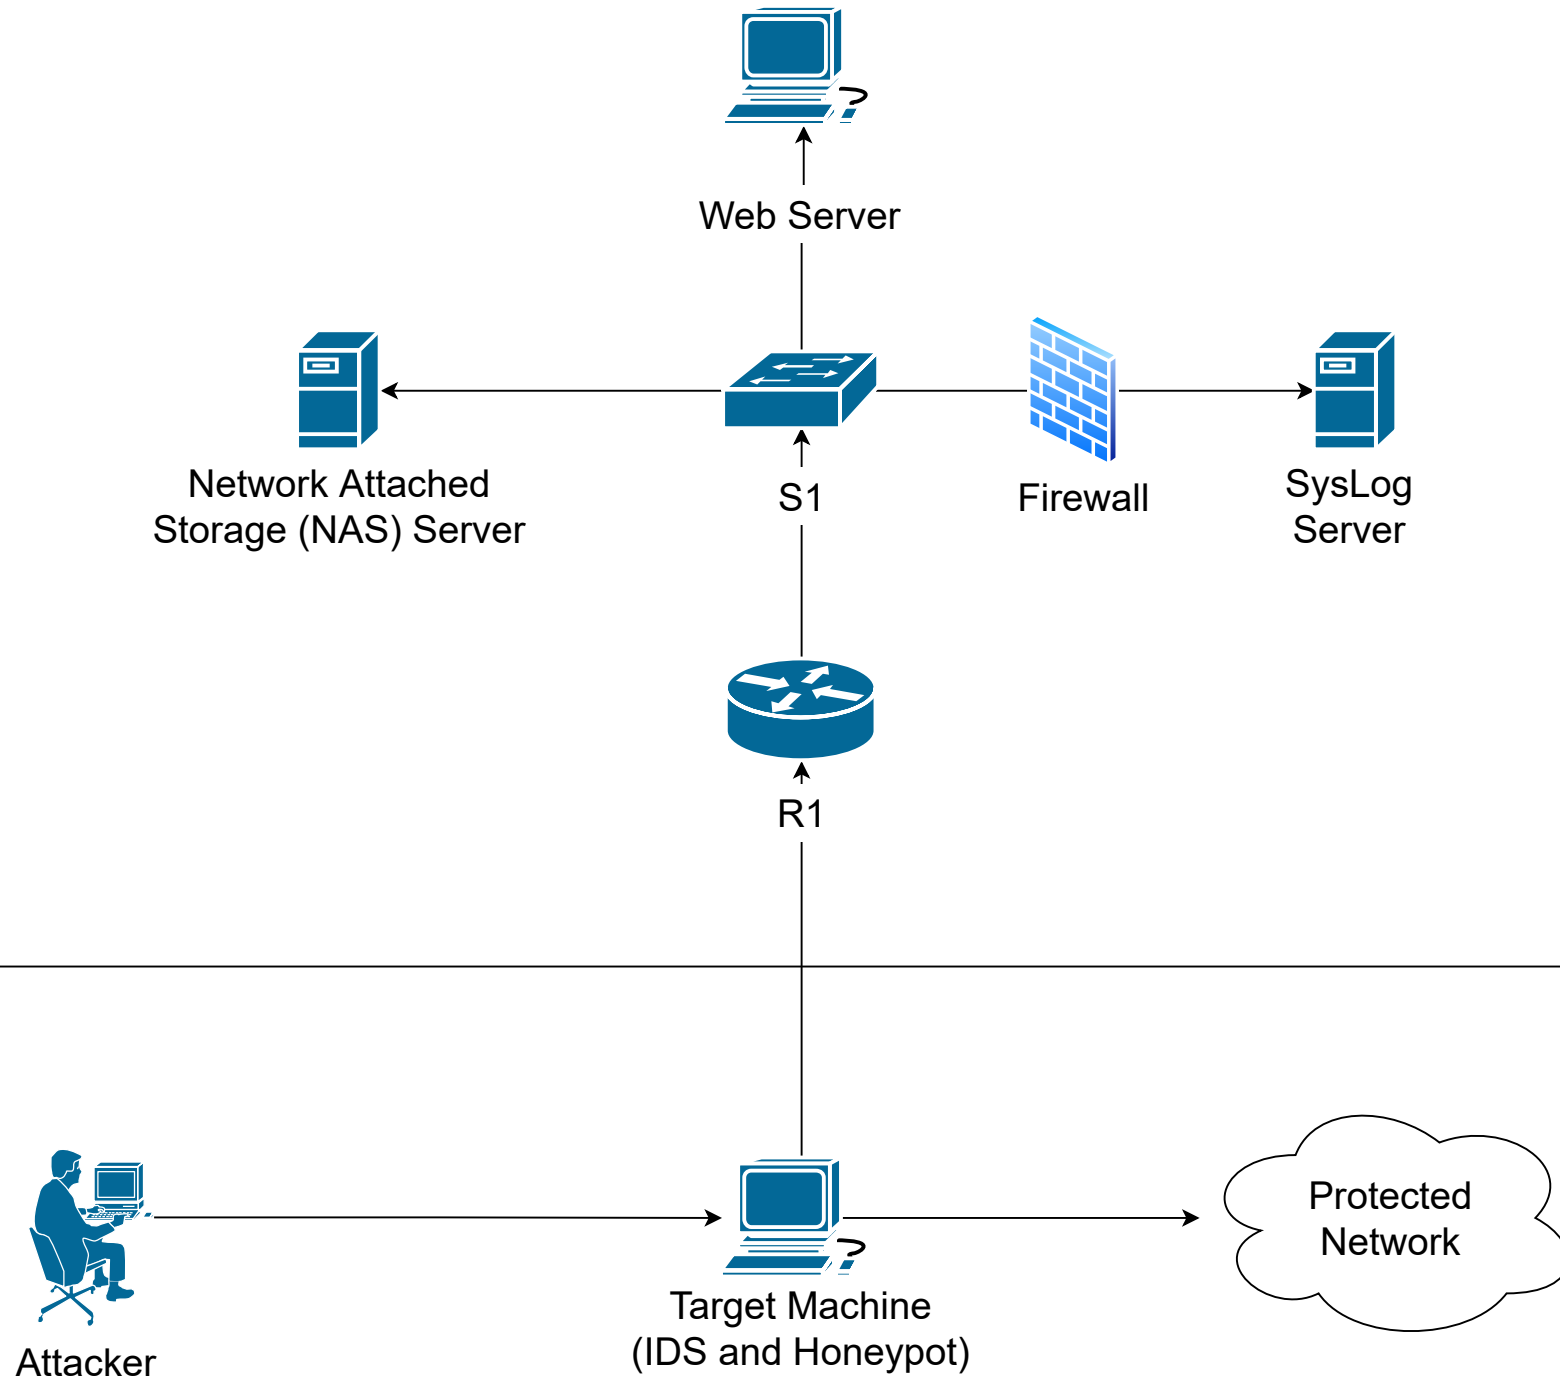 Web Server
Network Attached
Storage (NAS) Server
S1
Firewall
SysLog
Server
R1
Protected
Network
Target Machine
(IDS and Honeypot)
Attacker